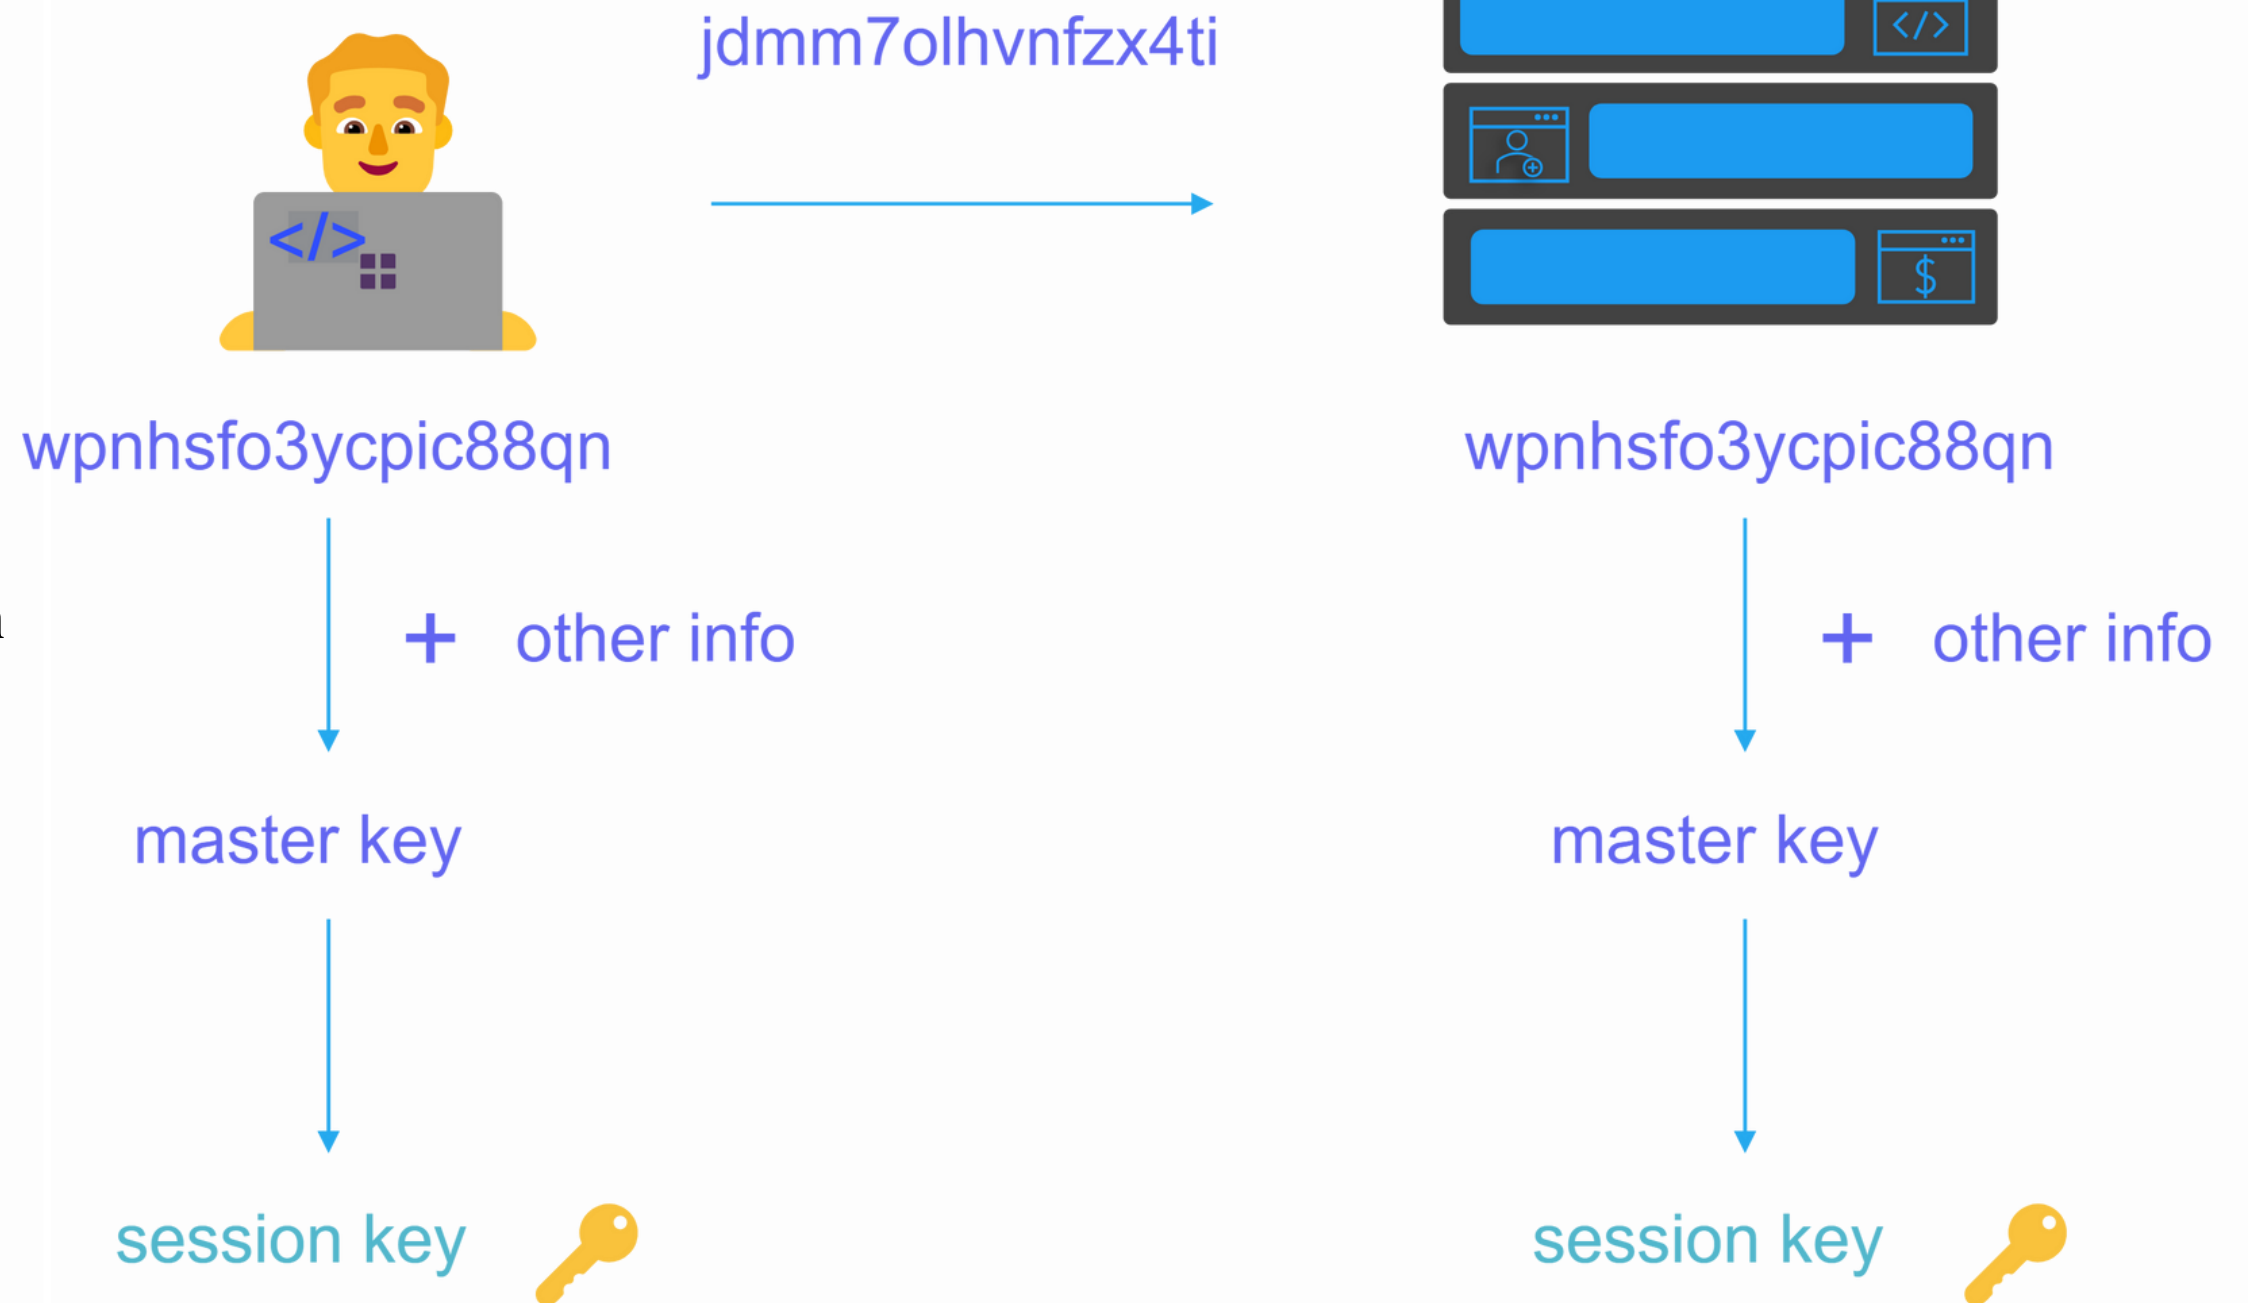 jdmm7olhvnfzx4ti
</>
</>
$
wpnhsfo3ycpic88qn
wpnhsfo3ycpic88qn
+ other info
+ other info
master key
master key
session key
session key